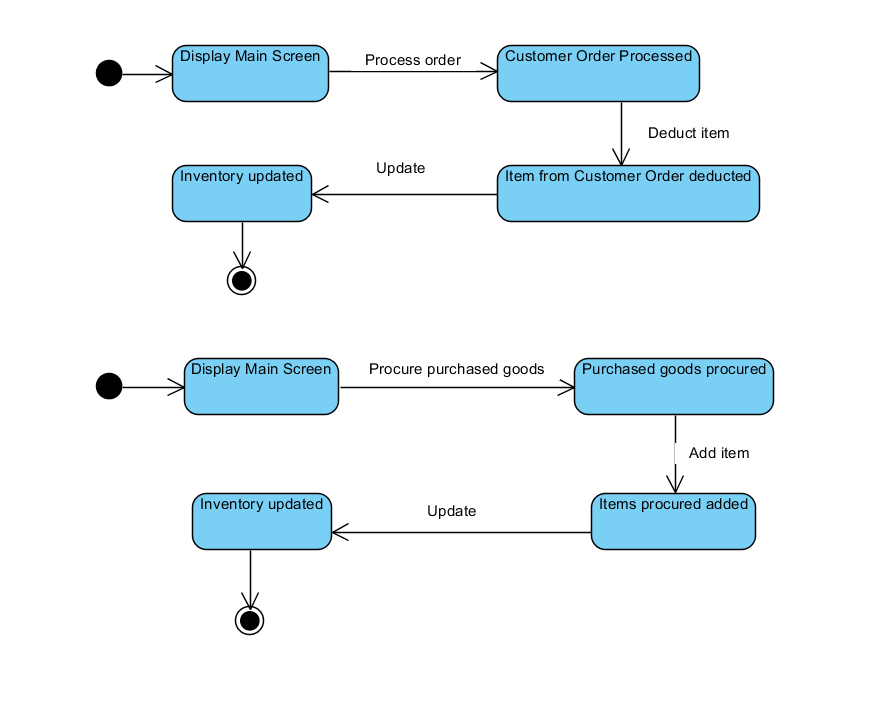 Display Main Screen
Process order
Customer Order Processed
Deduct item
Item from Customer Order deducted
Update
Inventory updated
Display Main Screen
Procure purchased goods
Purchased goods procured
Add item
Items procured added
Update
Inventory updated